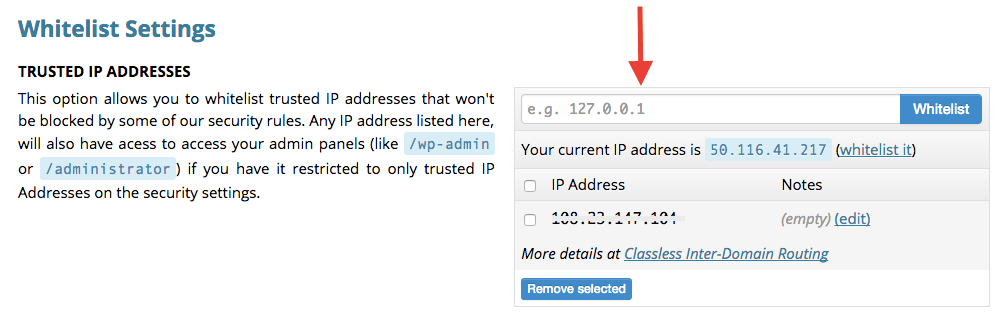 Whitelist Settings
TRUSTED IP ADDRESSES
This option allows you to whitelist trusted IP addresses that won't
be blocked by some of our security rules. Any IP address listed here,
will also have acess to access your admin panels (like /wp-admin
or /administrator) if you have it restricted to only trusted IP
Addresses on the security settings.
e.g. 127.0.0.1 Whitelist
Your current IP address is 50.116.41.217 (whitelist it)
IP Address Notes
(empty) (edit)
More details at Classless Inter-Domain Routing
Remove selected